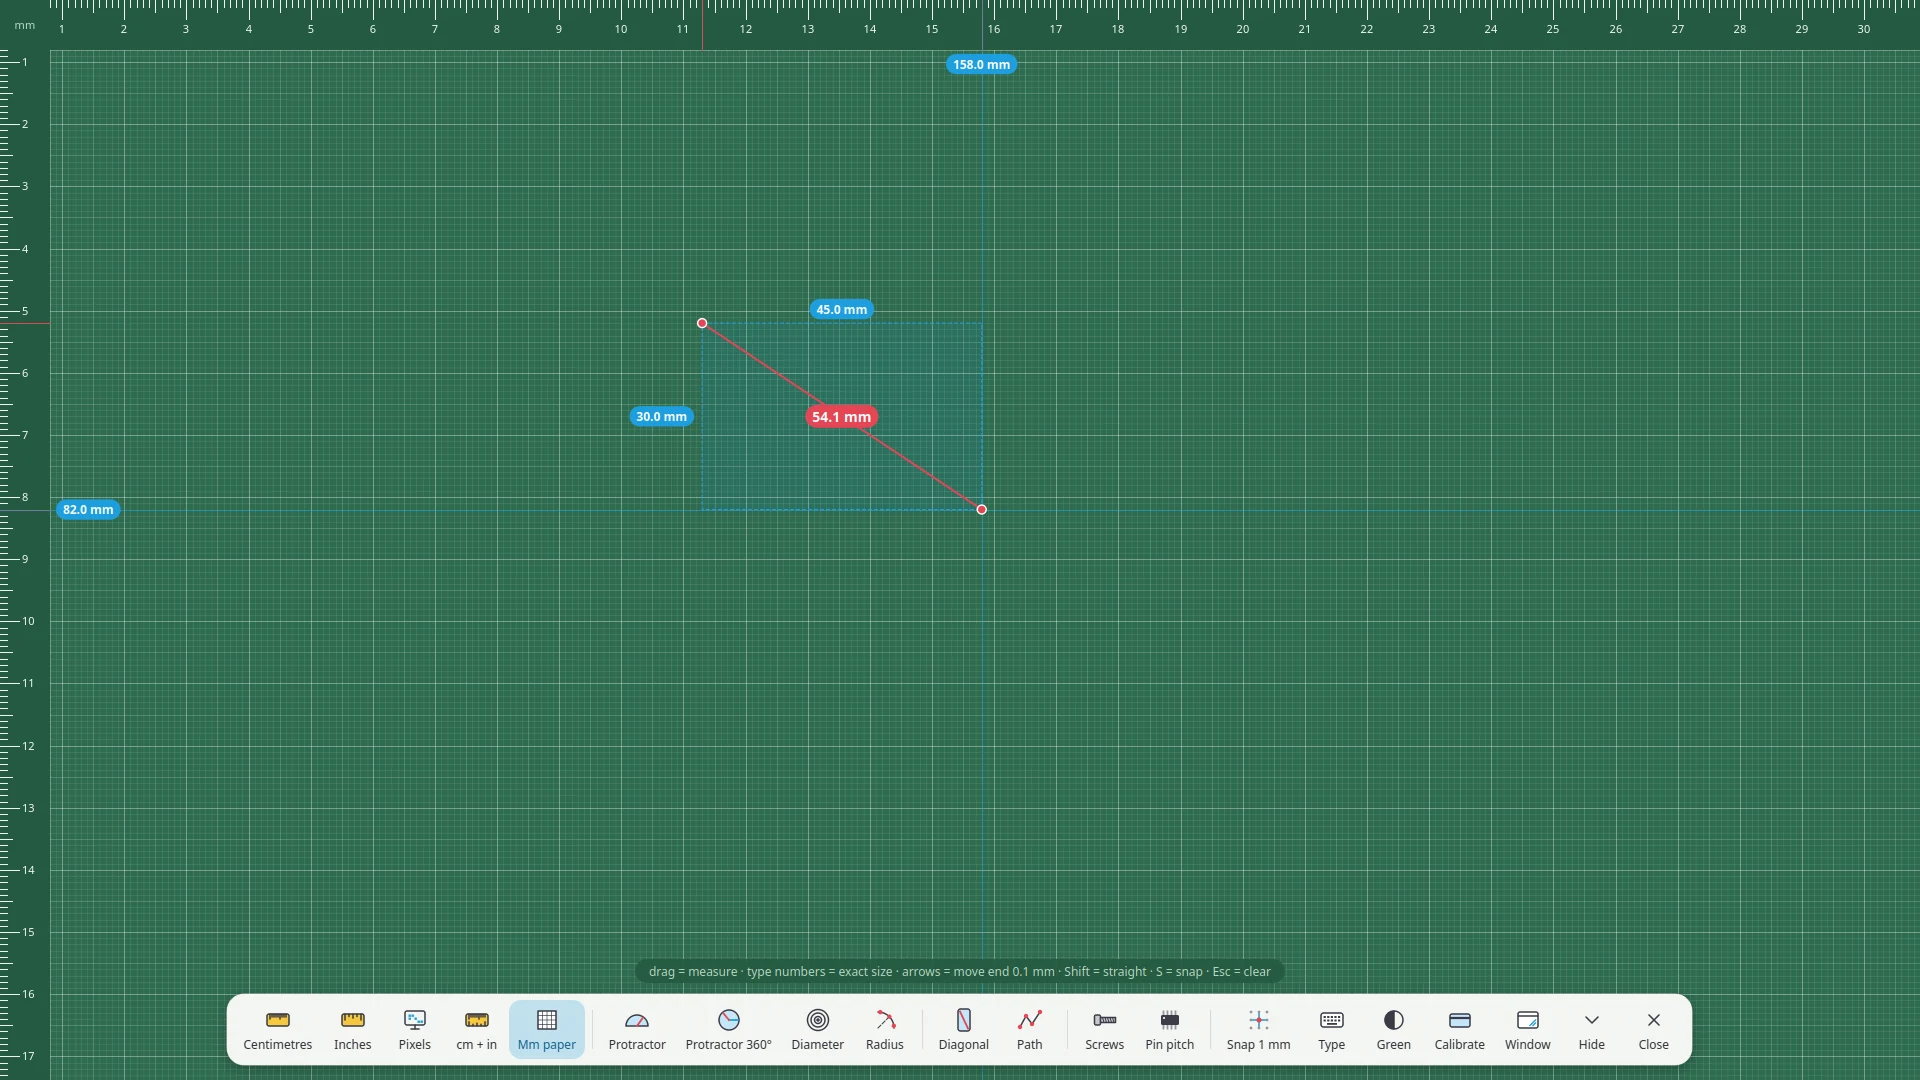 mm
1 2 3 4 5 6 7 8 9 10 11 12 13 14 15 16 17 18 19 20 21 22 23 24 25 26 27 28 29 30
158.0 mm
1
2
3
4
5
45.0 mm
6
30.0 mm
54.1 mm
7
8
82.0 mm
9
10
11
12
13
14
15
drag = measure · type numbers = exact size · arrows = move end 0.1 mm · Shift = straight · S = snap · Esc = clear
16
Centimetres Inches Pixels cm + in Mm paper Protractor Protractor 360° Diameter Radius Diagonal Path Screws Pin pitch Snap 1 mm Type Green Calibrate Window Hide Close
17